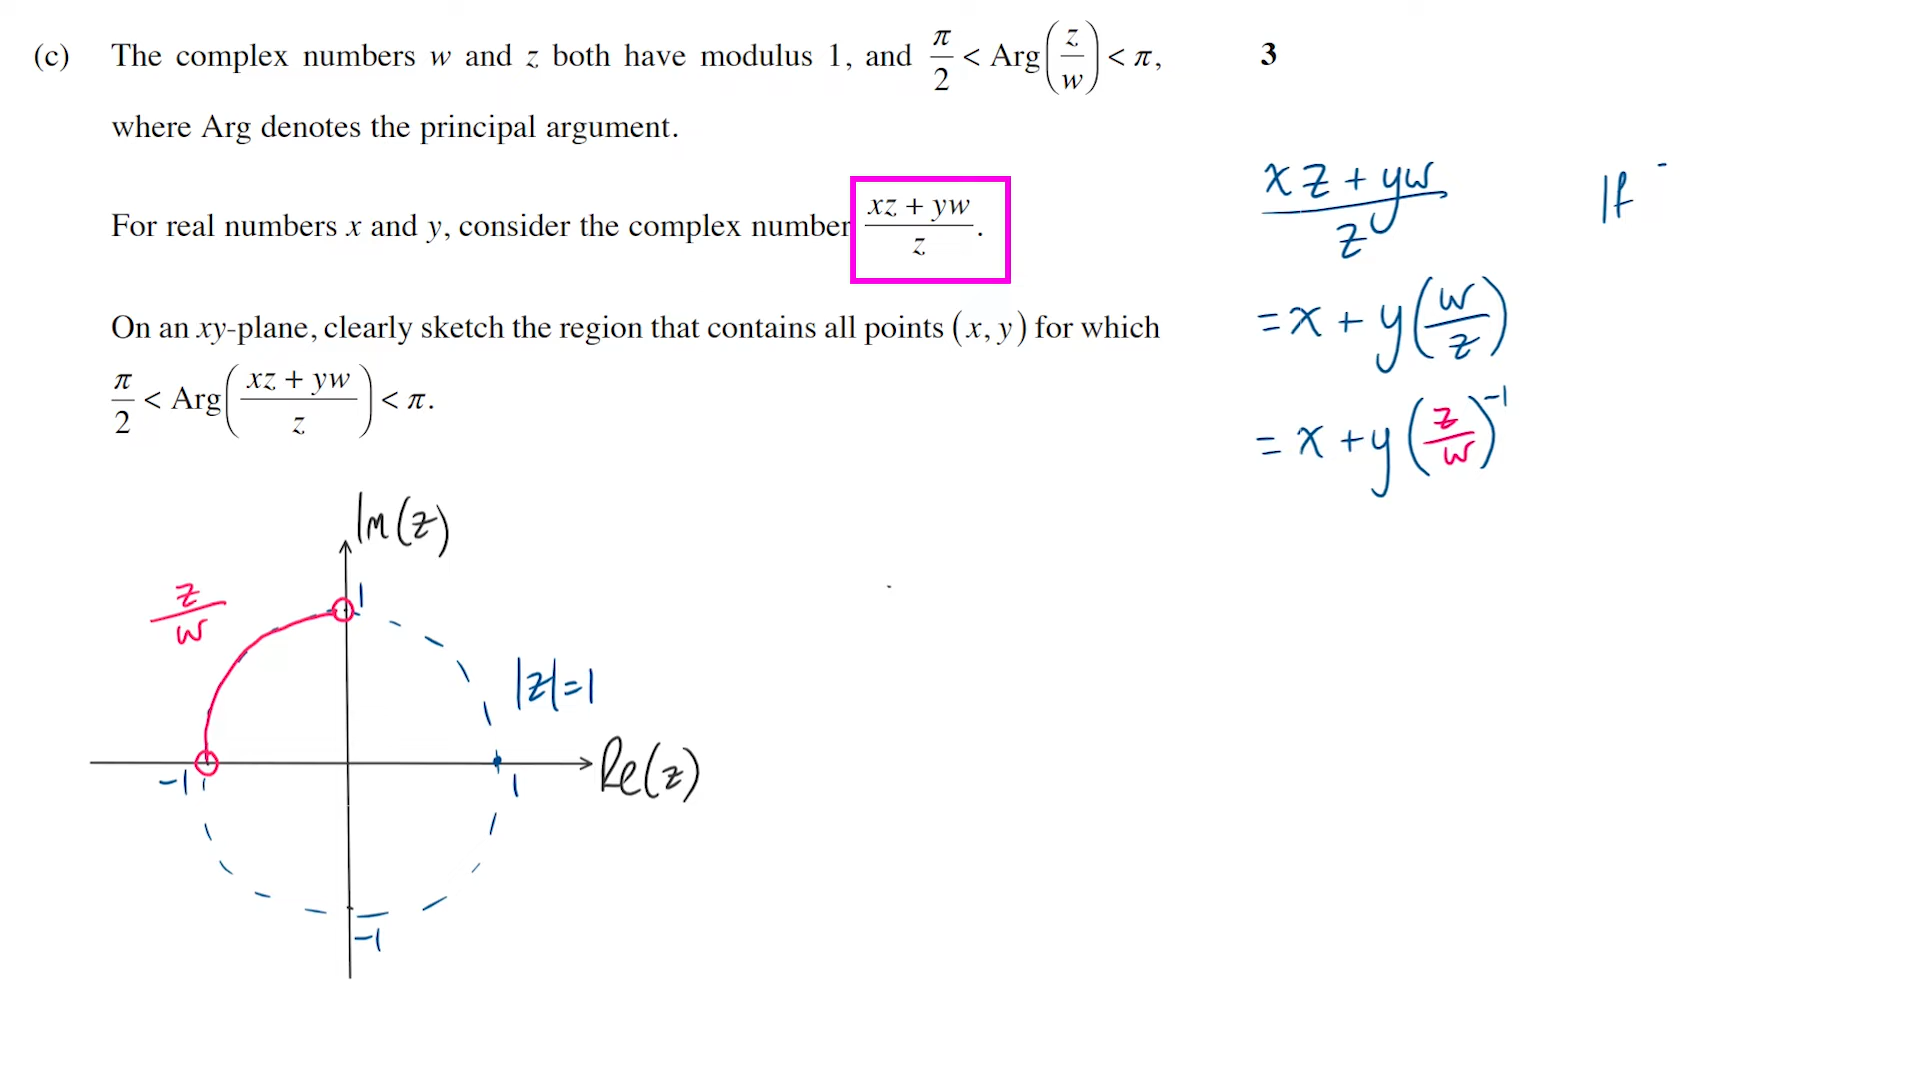 (c) The complex numbers w and z both have modulus 1, and π/2 < Arg(z/w) < π, 3
where Arg denotes the principal argument.
For real numbers x and y, consider the complex number (xz + yw)/z.
On an xy-plane, clearly sketch the region that contains all points (x, y) for which
π/2 < Arg((xz + yw)/z) < π.
(xz + yw)/z If
= x + y(w/z)
= x + y(z/w)⁻¹
Im(z)
z/w
1
|z|=1
Re(z)
-1
1
-1